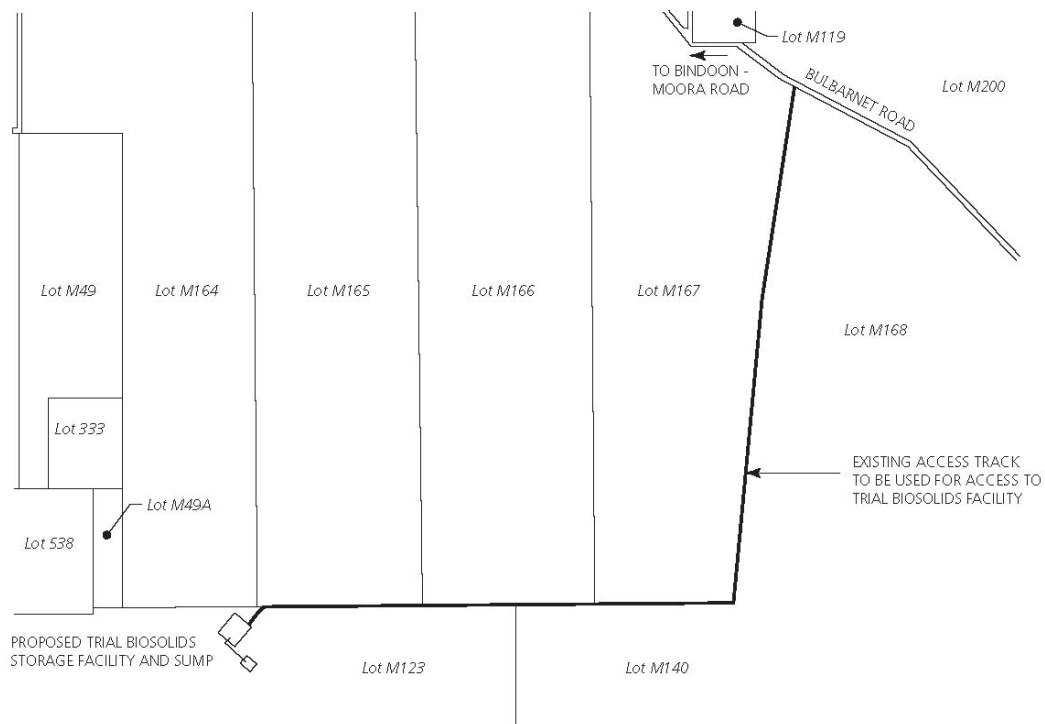 Lot M119
TO BINDOON -
MOORA ROAD
BULBARNET ROAD
Lot M200
Lot M49
Lot M164
Lot M165
Lot M166
Lot M167
Lot M168
Lot 333
EXISTING ACCESS TRACK
TO BE USED FOR ACCESS TO
TRIAL BIOSOLIDS FACILITY
Lot M49A
Lot 538
PROPOSED TRIAL BIOSOLIDS
STORAGE FACILITY AND SUMP
Lot M123
Lot M140